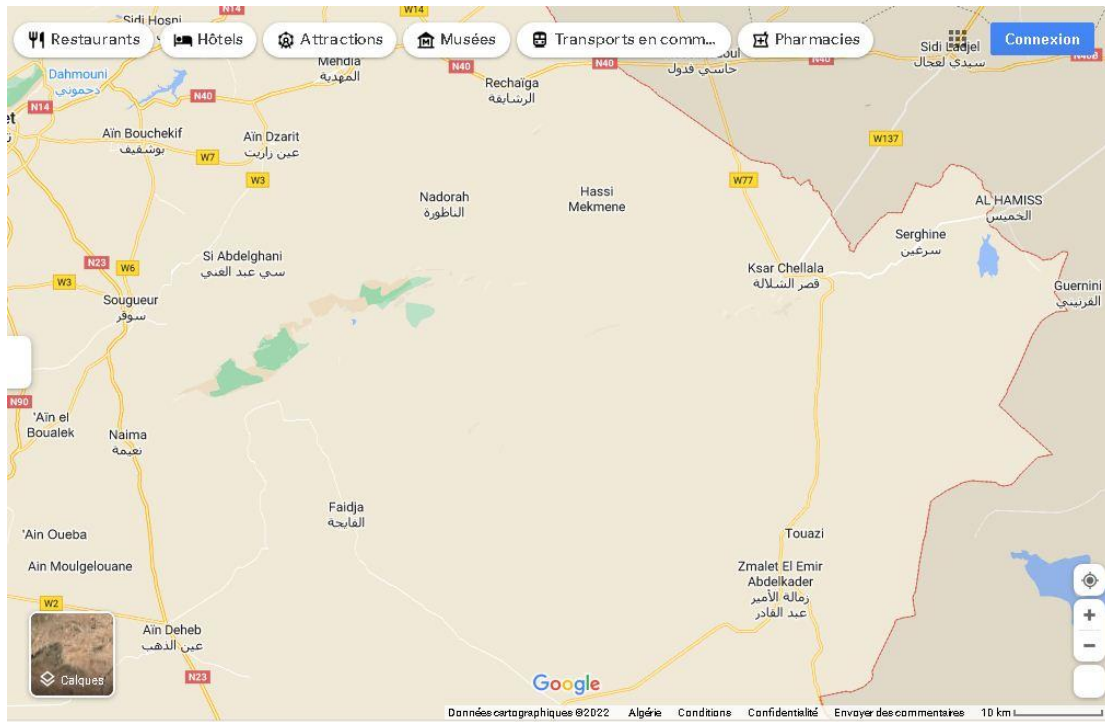 N14
W14
Sidi Hosni
Restaurants
Hôtels
Attractions
Musées
Transports en comm...
Pharmacies
Connexion
Sidi Ladjel
سيدي لعجال
N40B
Mehdia
المهدية
N40
N40
N40
حاسي فدول
Dahmouni
دحموني
N40
N14
Rechaïga
الرشايقة
Aïn Bouchekif
بوشقيف
W7
Aïn Dzarit
عين زاريت
W3
W137
W77
Nadorah
الناظورة
Hassi
Mekmene
AL HAMISS
الخميس
Serghine
سرغين
N23
W6
W3
Si Abdelghani
سي عبد الغني
Ksar Chellala
قصر الشلالة
Sougueur
سوقر
Guernini
القرنيني
N90
'Aïn el
Boualek
Naima
نعيمة
Faidja
الفايجة
'Ain Oueba
Ain Moulgelouane
Touazi
Zmalet El Emir
Abdelkader
زمالة الأمير
عبد القادر
W2
Aïn Deheb
عين الذهب
N23
Calques
Google
Données cartographiques ©2022 Algérie Conditions Confidentialité Envoyer des commentaires 10 km